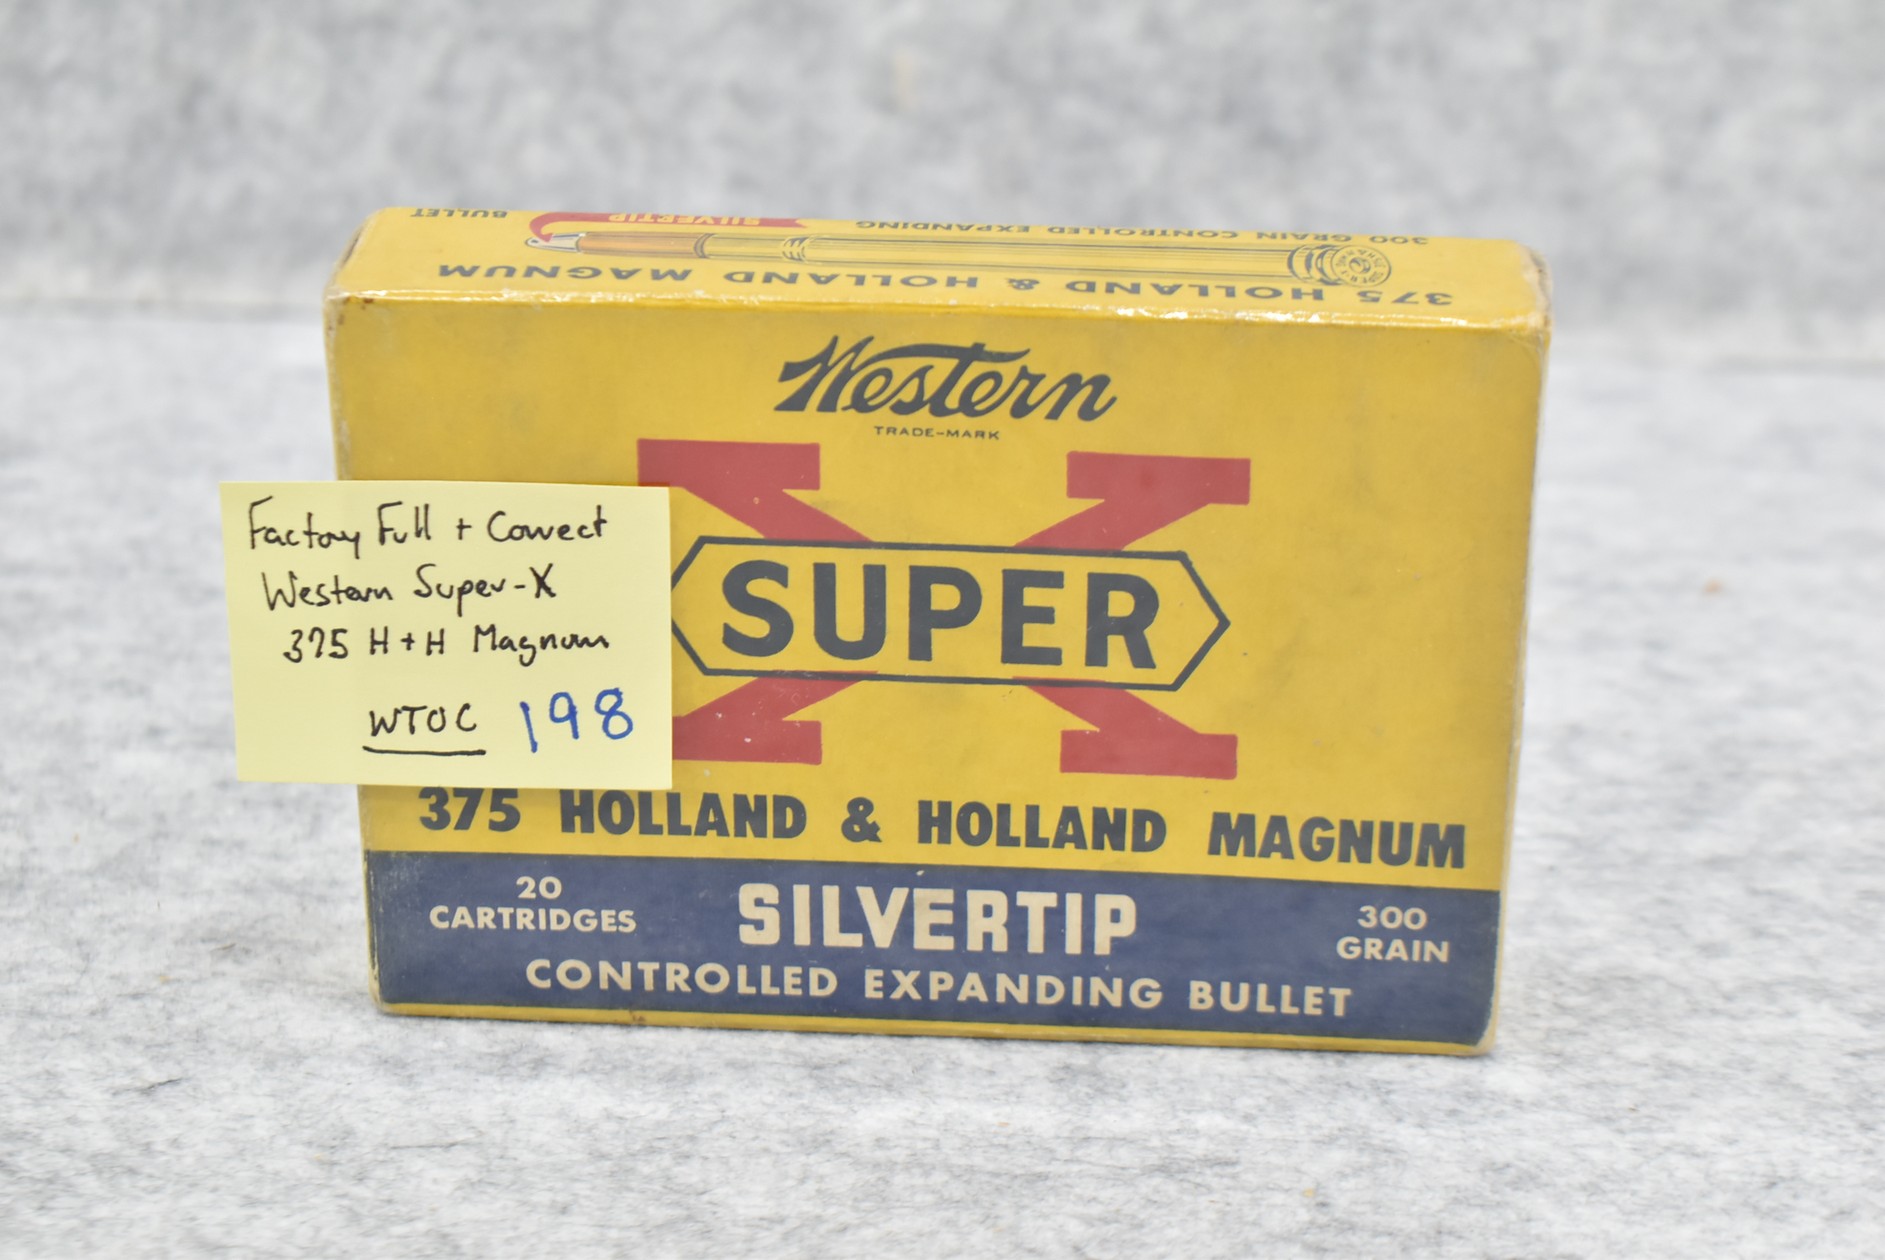 BULLET SILVERTIP 300 GRAIN CONTROLLED EXPANDING
375 HOLLAND & HOLLAND MAGNUM
Western
TRADE-MARK
X
SUPER
Factory Full + Correct
Western Super-X
375 H+H Magnum
WTOC 198
375 HOLLAND & HOLLAND MAGNUM
20
CARTRIDGES
SILVERTIP
300
GRAIN
CONTROLLED EXPANDING BULLET